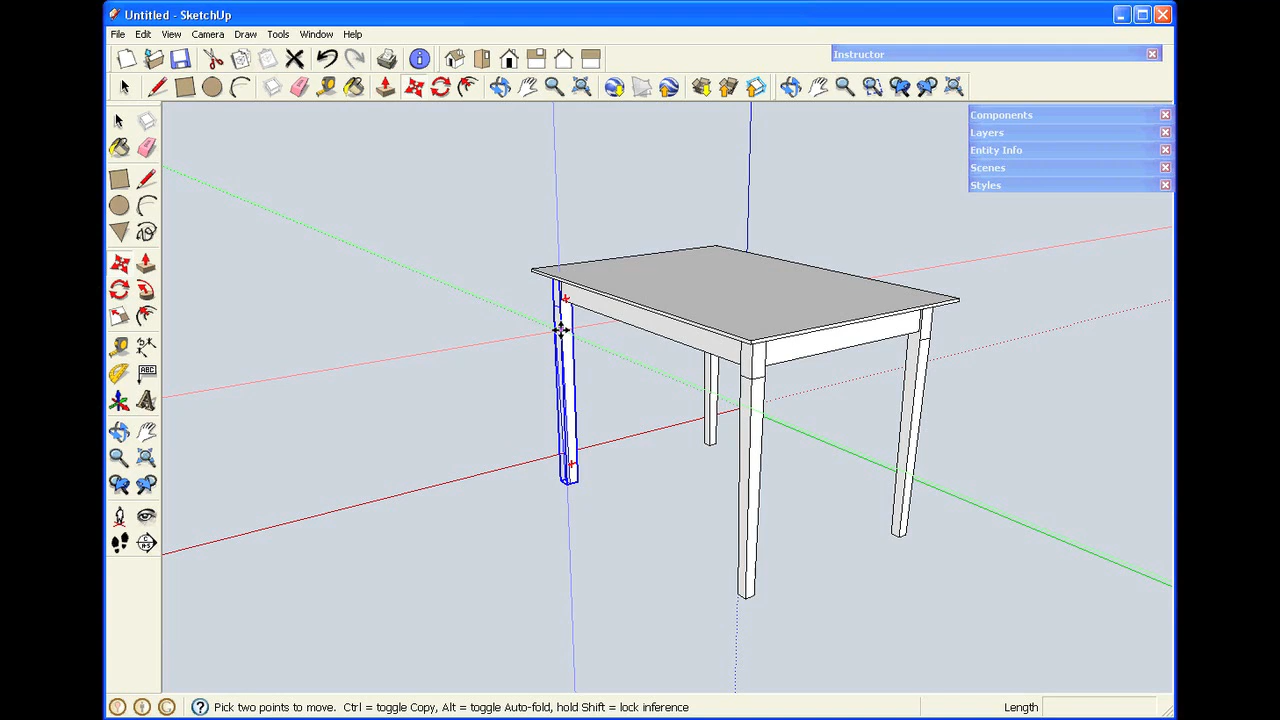 Untitled - SketchUp
File Edit View Camera Draw Tools Window Help
Instructor
Components
Layers
Entity Info
Scenes
Styles
ABC
Pick two points to move. Ctrl = toggle Copy, Alt = toggle Auto-fold, hold Shift = lock inference
Length